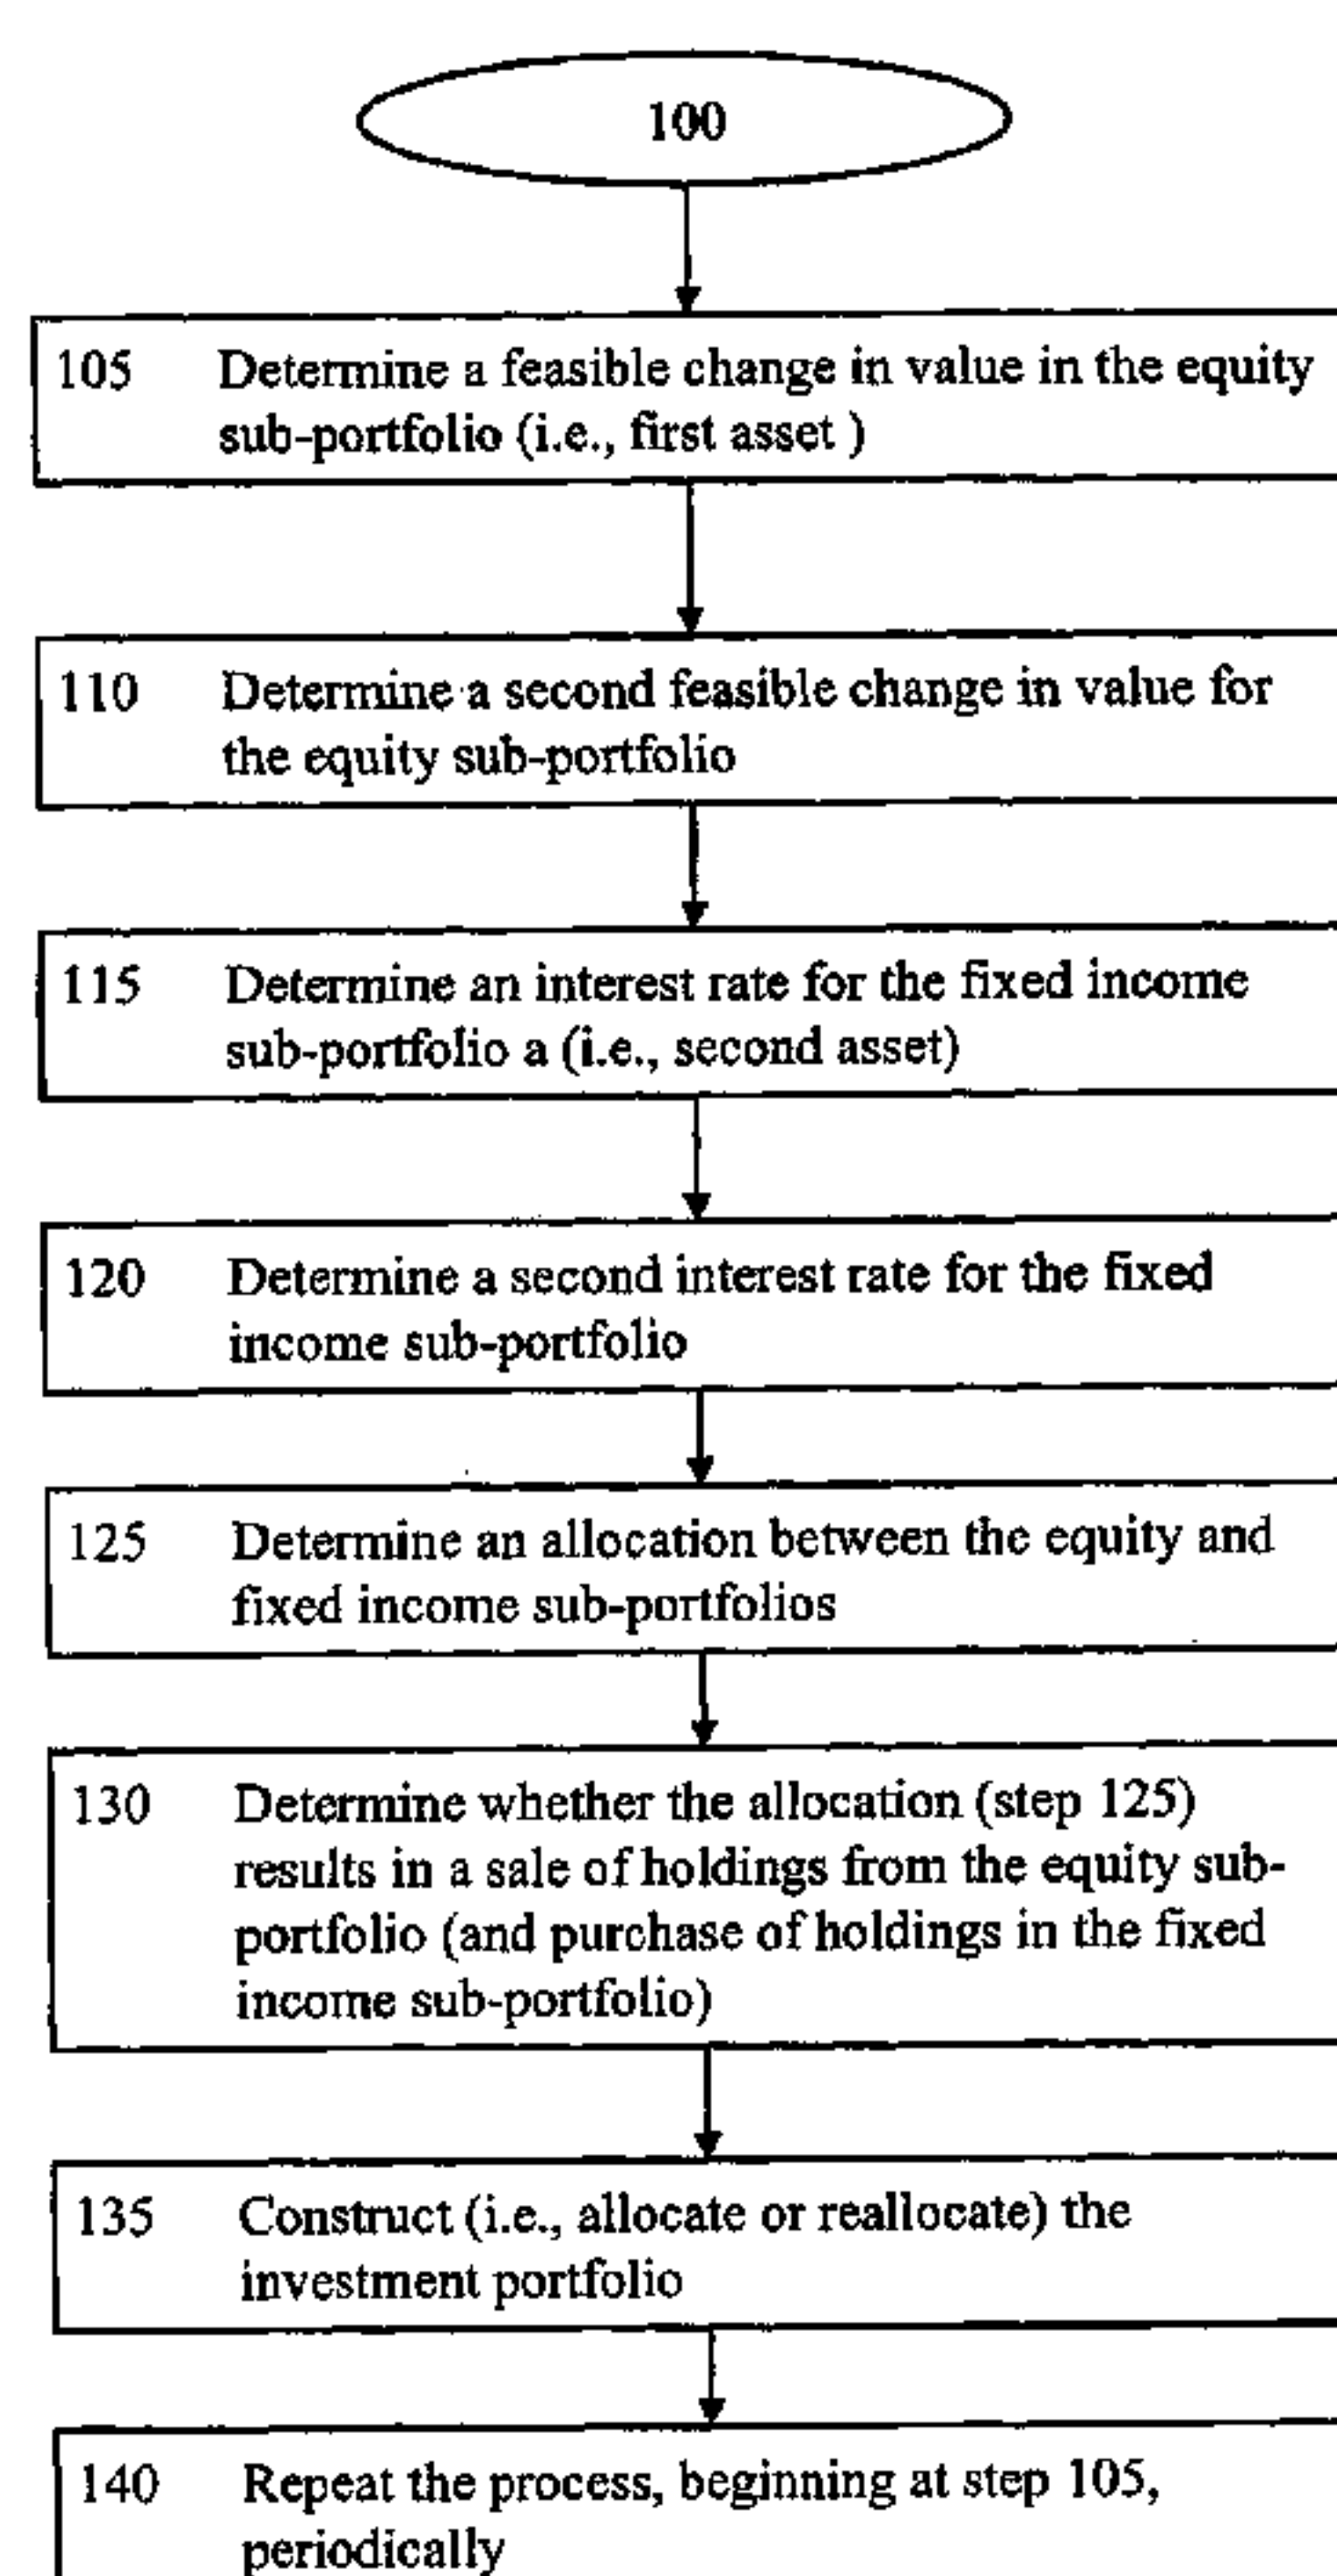 100
105 Determine a feasible change in value in the equity
sub-portfolio (i.e., first asset )
110 Determine a second feasible change in value for
the equity sub-portfolio
115 Determine an interest rate for the fixed income
sub-portfolio a (i.e., second asset)
120 Determine a second interest rate for the fixed
income sub-portfolio
125 Determine an allocation between the equity and
fixed income sub-portfolios
130 Determine whether the allocation (step 125)
results in a sale of holdings from the equity sub-
portfolio (and purchase of holdings in the fixed
income sub-portfolio)
135 Construct (i.e., allocate or reallocate) the
investment portfolio
140 Repeat the process, beginning at step 105,
periodically